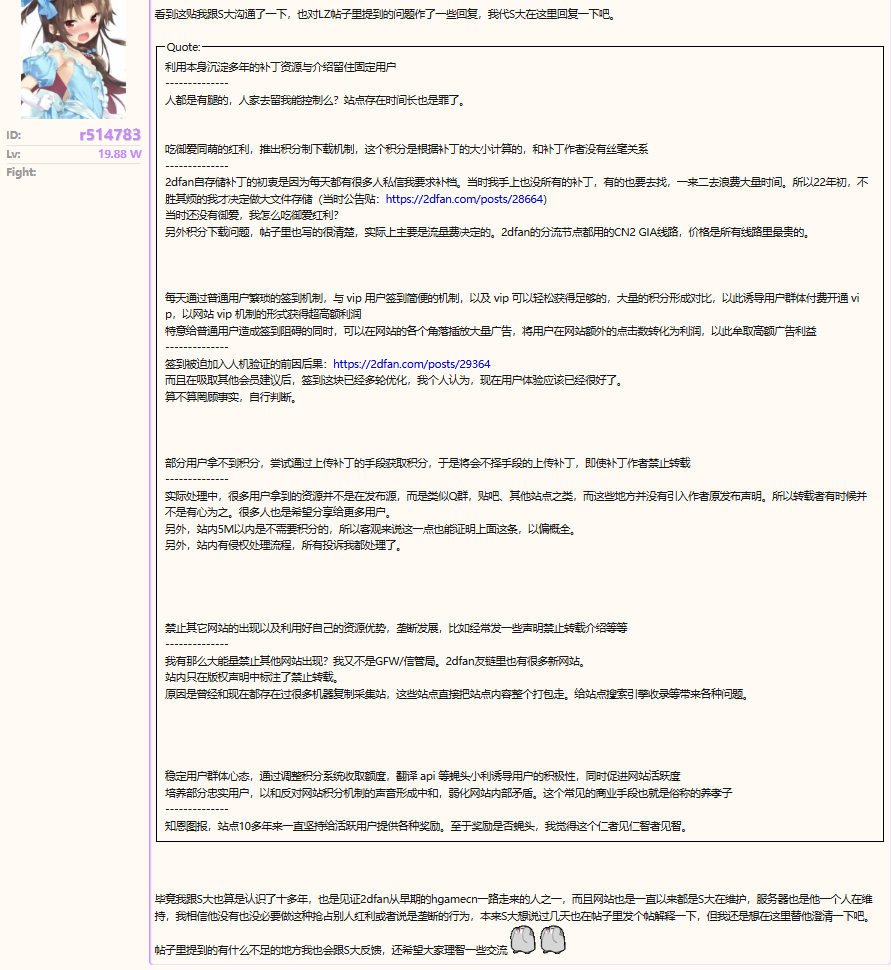 看到这贴我跟S大沟通了一下，也对LZ帖子里提到的问题作了一些回复，我代S大在这里回复一下吧。
Quote:
利用本身沉淀多年的补丁资源与介绍留住固定用户
--------------
人都是有腿的，人家去留我能控制么？站点存在时间长也是罪了。
吃御爱同萌的红利，推出积分制下载机制，这个积分是根据补丁的大小计算的，和补丁作者没有丝毫关系
--------------
2dfan自存储补丁的初衷是因为每天都有很多人私信我要求补档。当时我手上也没所有的补丁，有的也要去找，一来二去浪费大量时间。所以22年初，不
胜其烦的我才决定做大文件存储（当时公告贴：https://2dfan.com/posts/28664）
当时还没有御爱，我怎么吃御爱红利？
另外积分下载问题，帖子里也写的很清楚，实际上主要是流量费决定的。2dfan的分流节点都用的CN2 GIA线路，价格是所有线路里最贵的。
每天通过普通用户繁琐的签到机制，与 vip 用户签到简便的机制，以及 vip 可以轻松获得足够的，大量的积分形成对比，以此诱导用户群体付费开通 vi
p，以网站 vip 机制的形式获得超高额利润
特意给普通用户造成签到阻碍的同时，可以在网站的各个角落插放大量广告，将用户在网站额外的点击数转化为利润，以此牟取高额广告利益
--------------
签到被迫加入人机验证的前因后果：https://2dfan.com/posts/29364
而且在吸取其他会员建议后，签到这块已经多轮优化，我个人认为，现在用户体验应该已经很好了。
算不算罔顾事实，自行判断。
部分用户拿不到积分，尝试通过上传补丁的手段获取积分，于是将会不择手段的上传补丁，即使补丁作者禁止转载
--------------
实际处理中，很多用户拿到的资源并不是在发布源，而是类似Q群，贴吧、其他站点之类，而这些地方并没有引入作者原发布声明。所以转载者有时候并
不是有心为之。很多人也是希望分享给更多用户。
另外，站内5M以内是不需要积分的，所以客观来说这一点也能证明上面这条，以偏概全。
另外，站内有侵权处理流程，所有投诉我都处理了。
禁止其它网站的出现以及利用好自己的资源优势，垄断发展，比如经常发一些声明禁止转载介绍等等
--------------
我有那么大能量禁止其他网站出现？我又不是GFW/信管局。2dfan友链里也有很多新网站。
站内只在版权声明中标注了禁止转载。
原因是曾经和现在都存在过很多机器复制采集站，这些站点直接把站点内容整个打包走。给站点搜索引擎收录等带来各种问题。
稳定用户群体心态，通过调整积分系统收取额度，翻译 api 等蝇头小利诱导用户的积极性，同时促进网站活跃度
培养部分忠实用户，以和反对网站积分机制的声音形成中和，弱化网站内部矛盾。这个常见的商业手段也就是俗称的养孝子
--------------
知恩图报，站点10多年来一直坚持给活跃用户提供各种奖励。至于奖励是否蝇头，我觉得这个仁者见仁智者见智。
毕竟我跟S大也算是认识了十多年，也是见证2dfan从早期的hgamecn一路走来的人之一，而且网站也是一直以来都是S大在维护，服务器也是他一个人在维
持，我相信他没有也没必要做这种抢占别人红利或者说是垄断的行为，本来S大想说过几天也在帖子里发个帖解释一下，但我还是想在这里替他澄清一下吧。
帖子里提到的有什么不足的地方我也会跟S大反馈，还希望大家理智一些交流
ID: r514783
Lv: 19.88 W
Fight: